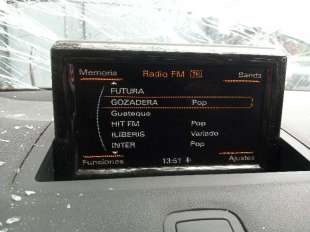 Memoria Radio FM TP Banda
FUTURA
GOZADERA Pop
Guateque
HIT FM Pop
ILIBERIS Variado
INTER Pop
Funciones 13:51 Ajustes